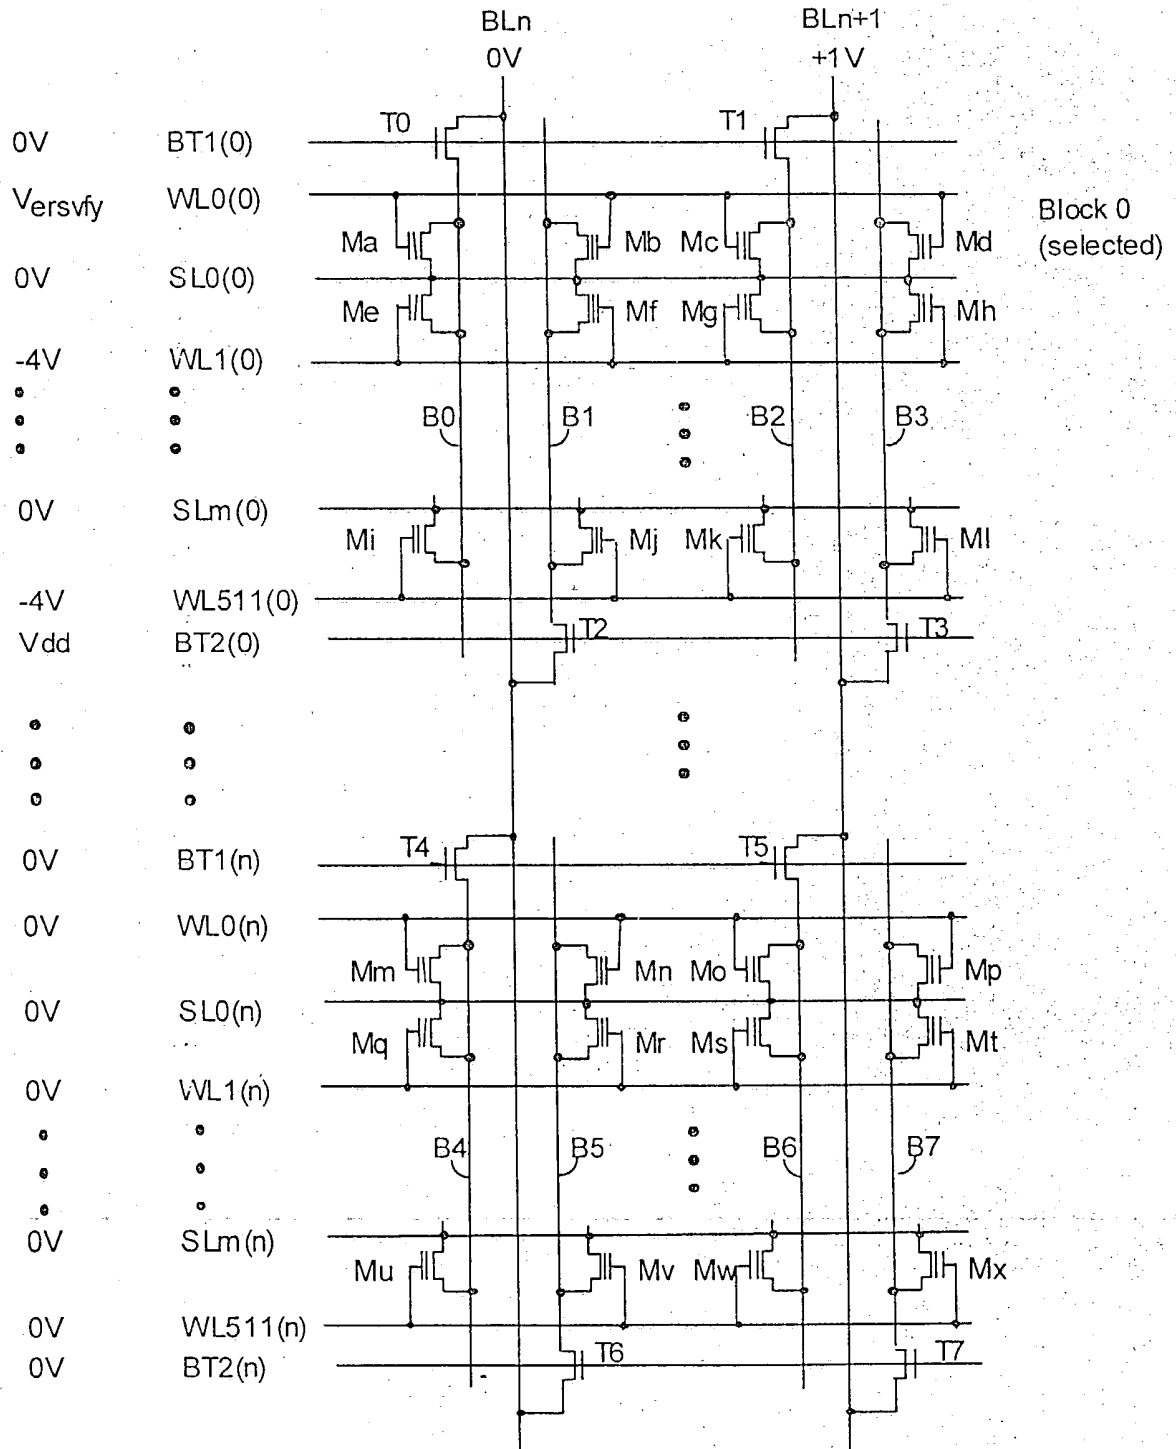 BLn BLn+1
0V +1V
0V BT1(0) T0 T1
Versvfy WL0(0) Block 0
Ma Mb Mc Md (selected)
0V SL0(0)
Me Mf Mg Mh
-4V WL1(0)
B0 B1 B2 B3
0V SLm(0)
Mi Mj Mk Ml
-4V WL511(0)
Vdd BT2(0) T2 T3
0V BT1(n) T4 T5
0V WL0(n)
Mm Mn Mo Mp
0V SL0(n)
Mq Mr Ms Mt
0V WL1(n)
B4 B5 B6 B7
0V SLm(n)
Mu Mv Mw Mx
0V WL511(n)
0V BT2(n) T6 T7